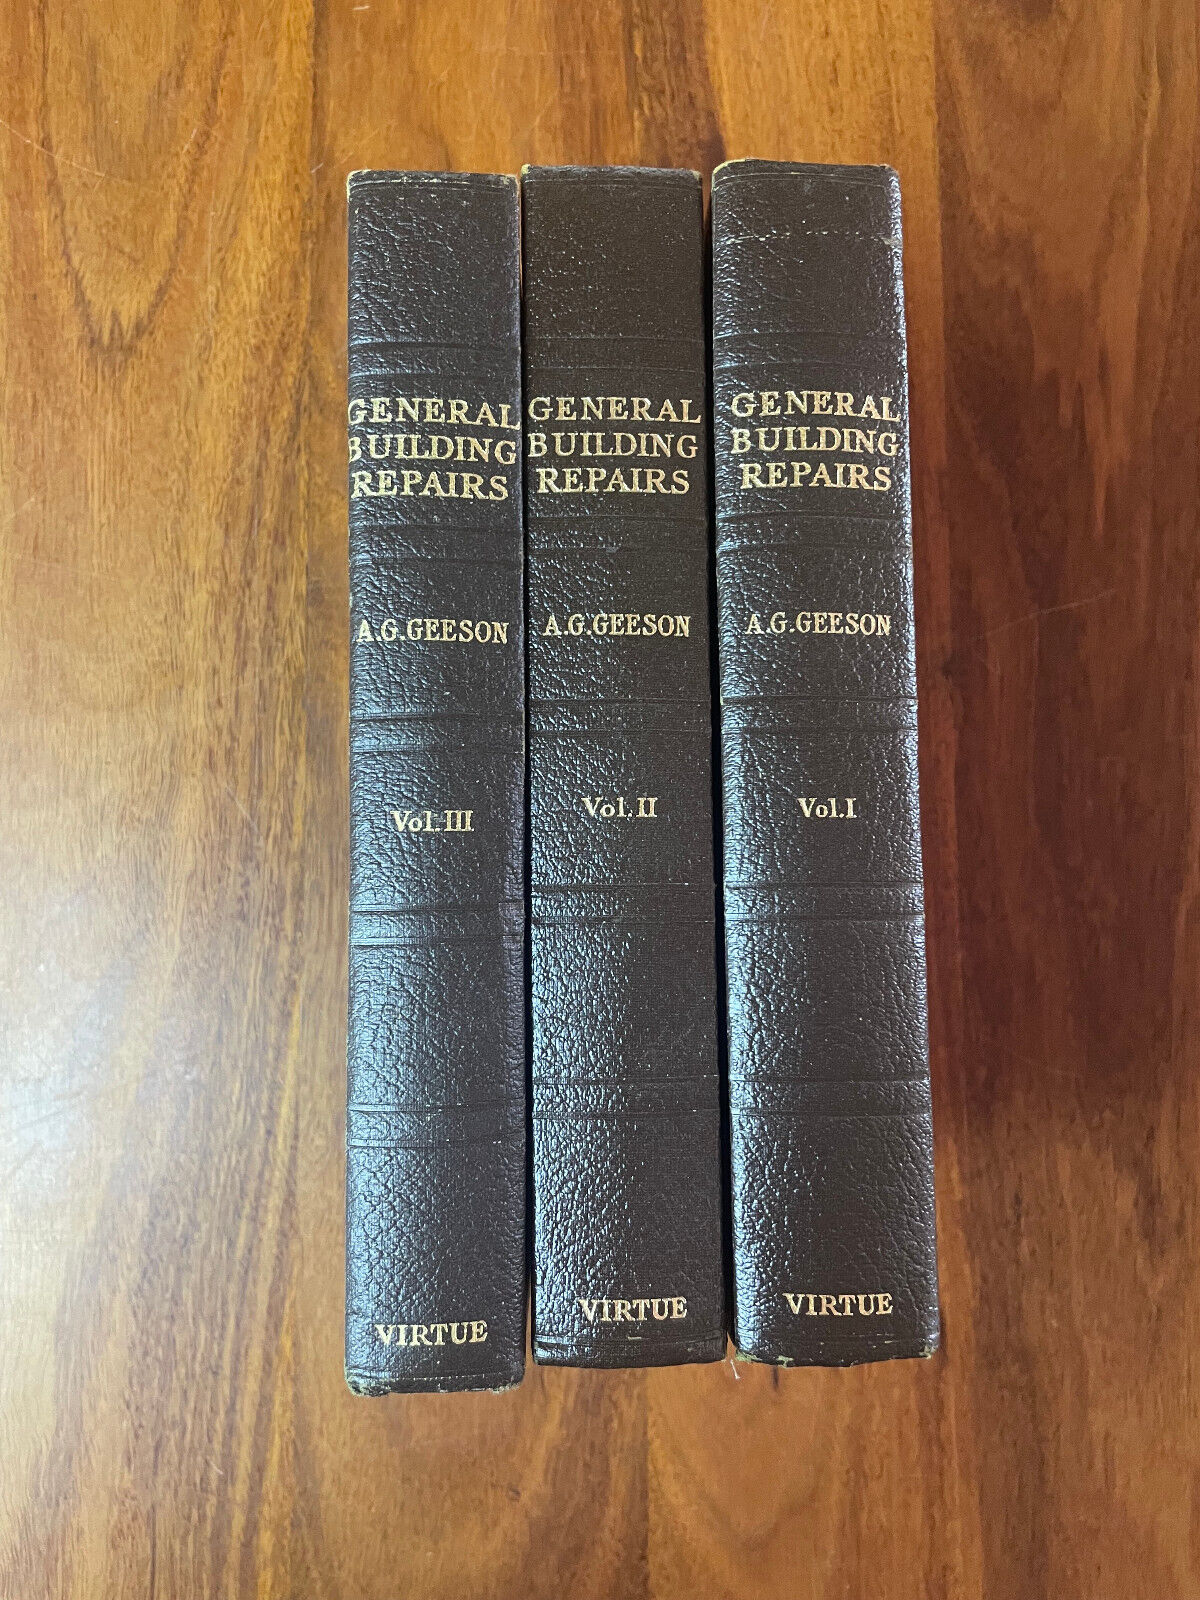 GENERAL
BUILDING
REPAIRS
A.G.GEESON
Vol. III
VIRTUE
GENERAL
BUILDING
REPAIRS
A.G.GEESON
Vol. II
VIRTUE
GENERAL
BUILDING
REPAIRS
A.G.GEESON
Vol. I
VIRTUE